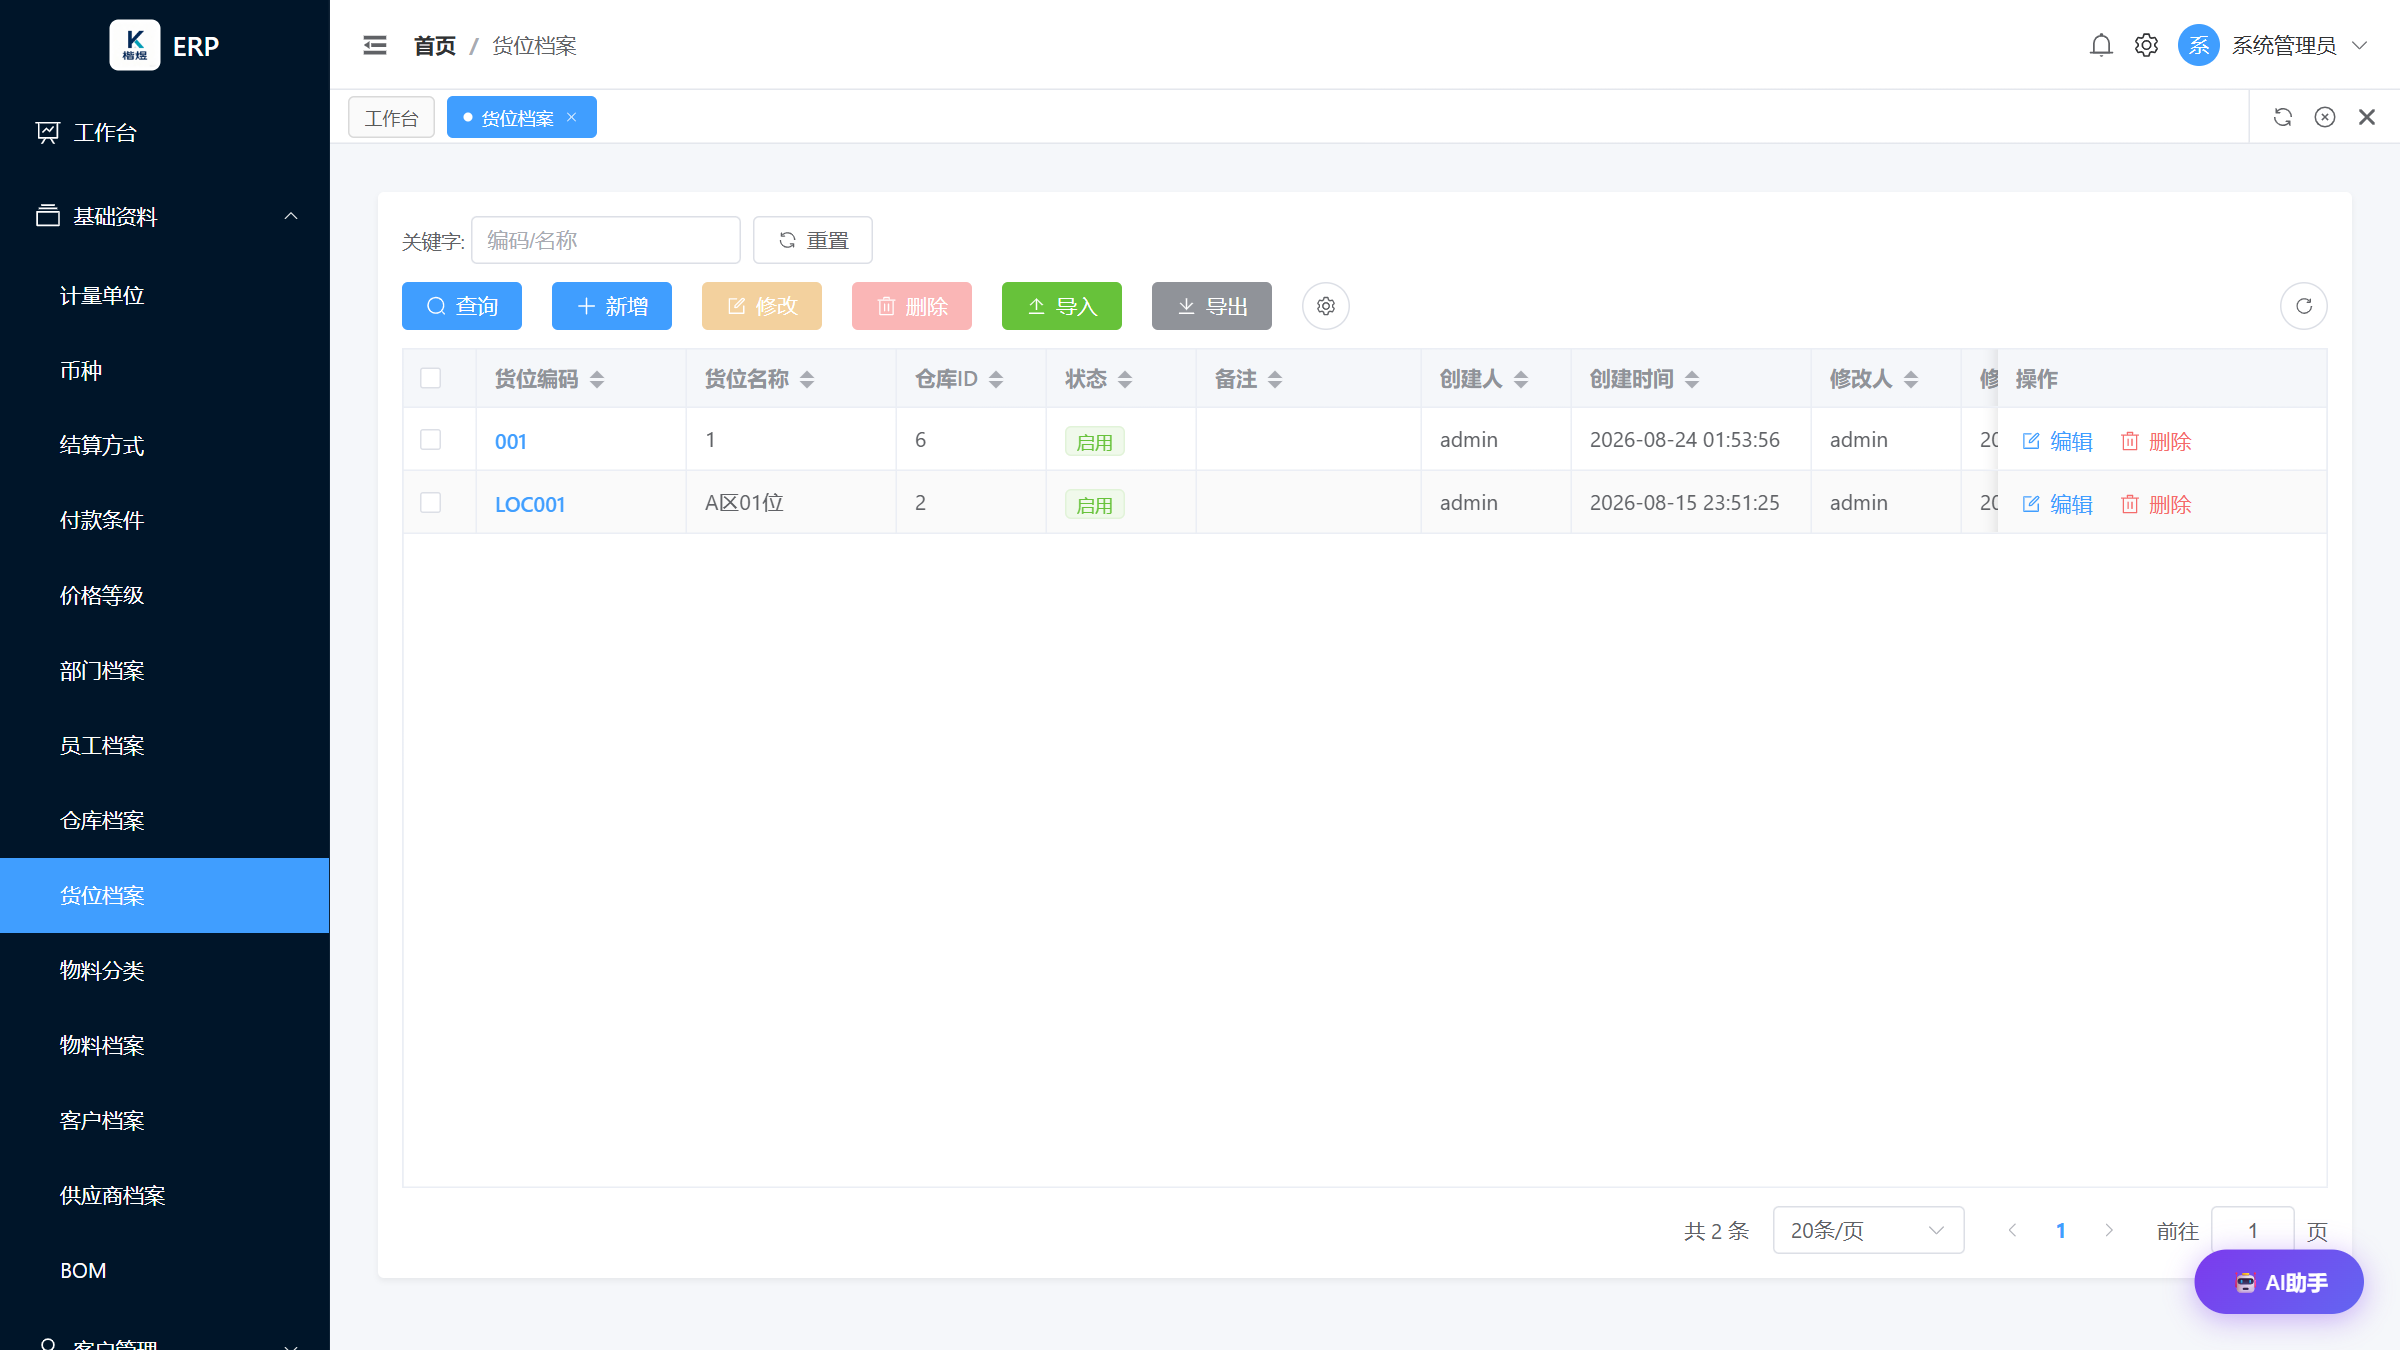 K
楷煜
ERP
工作台
基础资料
计量单位
币种
结算方式
付款条件
价格等级
部门档案
员工档案
仓库档案
货位档案
物料分类
物料档案
客户档案
供应商档案
BOM
客户管理
首页 / 货位档案
系 系统管理员
工作台
货位档案
关键字: 编码/名称 重置
查询 新增 修改 删除 导入 导出
货位编码 货位名称 仓库ID 状态 备注 创建人 创建时间 修改人 修 操作
001 1 6 启用 admin 2026-08-24 01:53:56 admin 20 编辑 删除
LOC001 A区01位 2 启用 admin 2026-08-15 23:51:25 admin 20 编辑 删除
共 2 条 20条/页 1 前往 1 页
AI助手